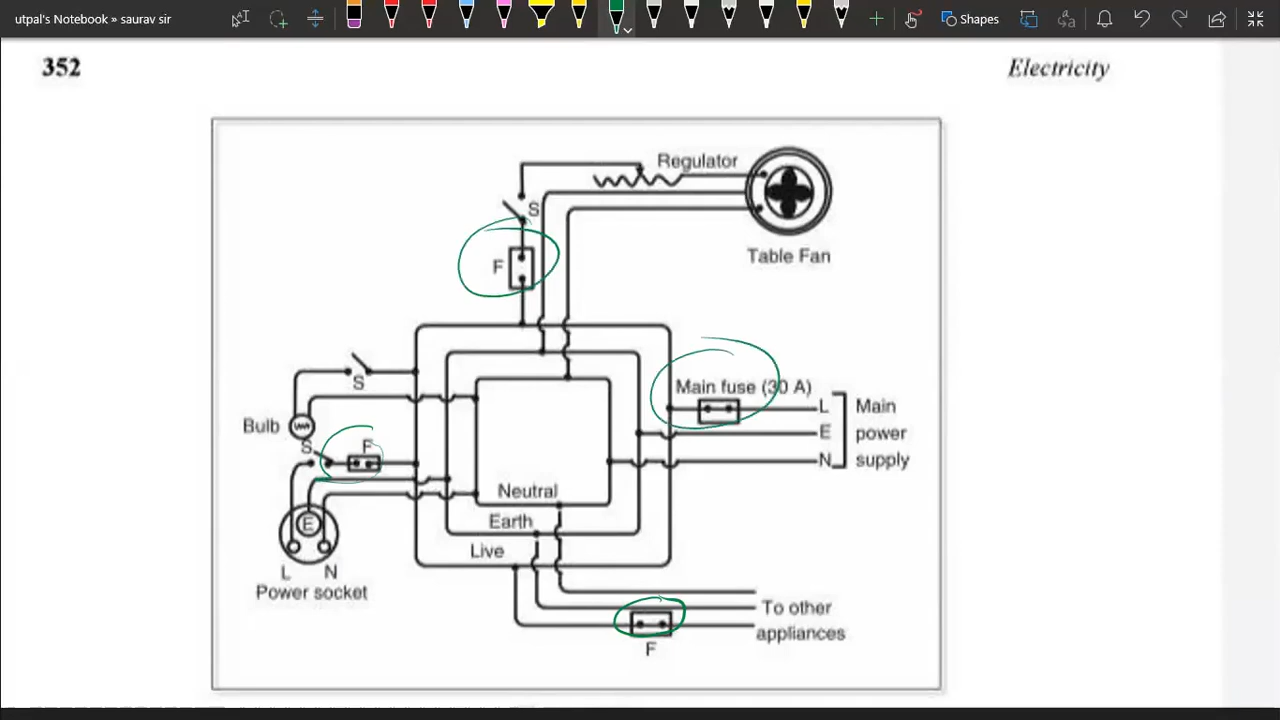 utpal's Notebook » saurav sir
Shapes
352
Electricity
Regulator
S
F
Table Fan
S
Main fuse (30 A)
L
Main
Bulb
E
power
S
F
N
supply
Neutral
E
Earth
Live
L
N
Power socket
To other
appliances
F